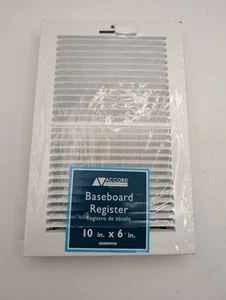 ACCORD
Baseboard
Register
Registro de zócalo
10 in. x 6 in.